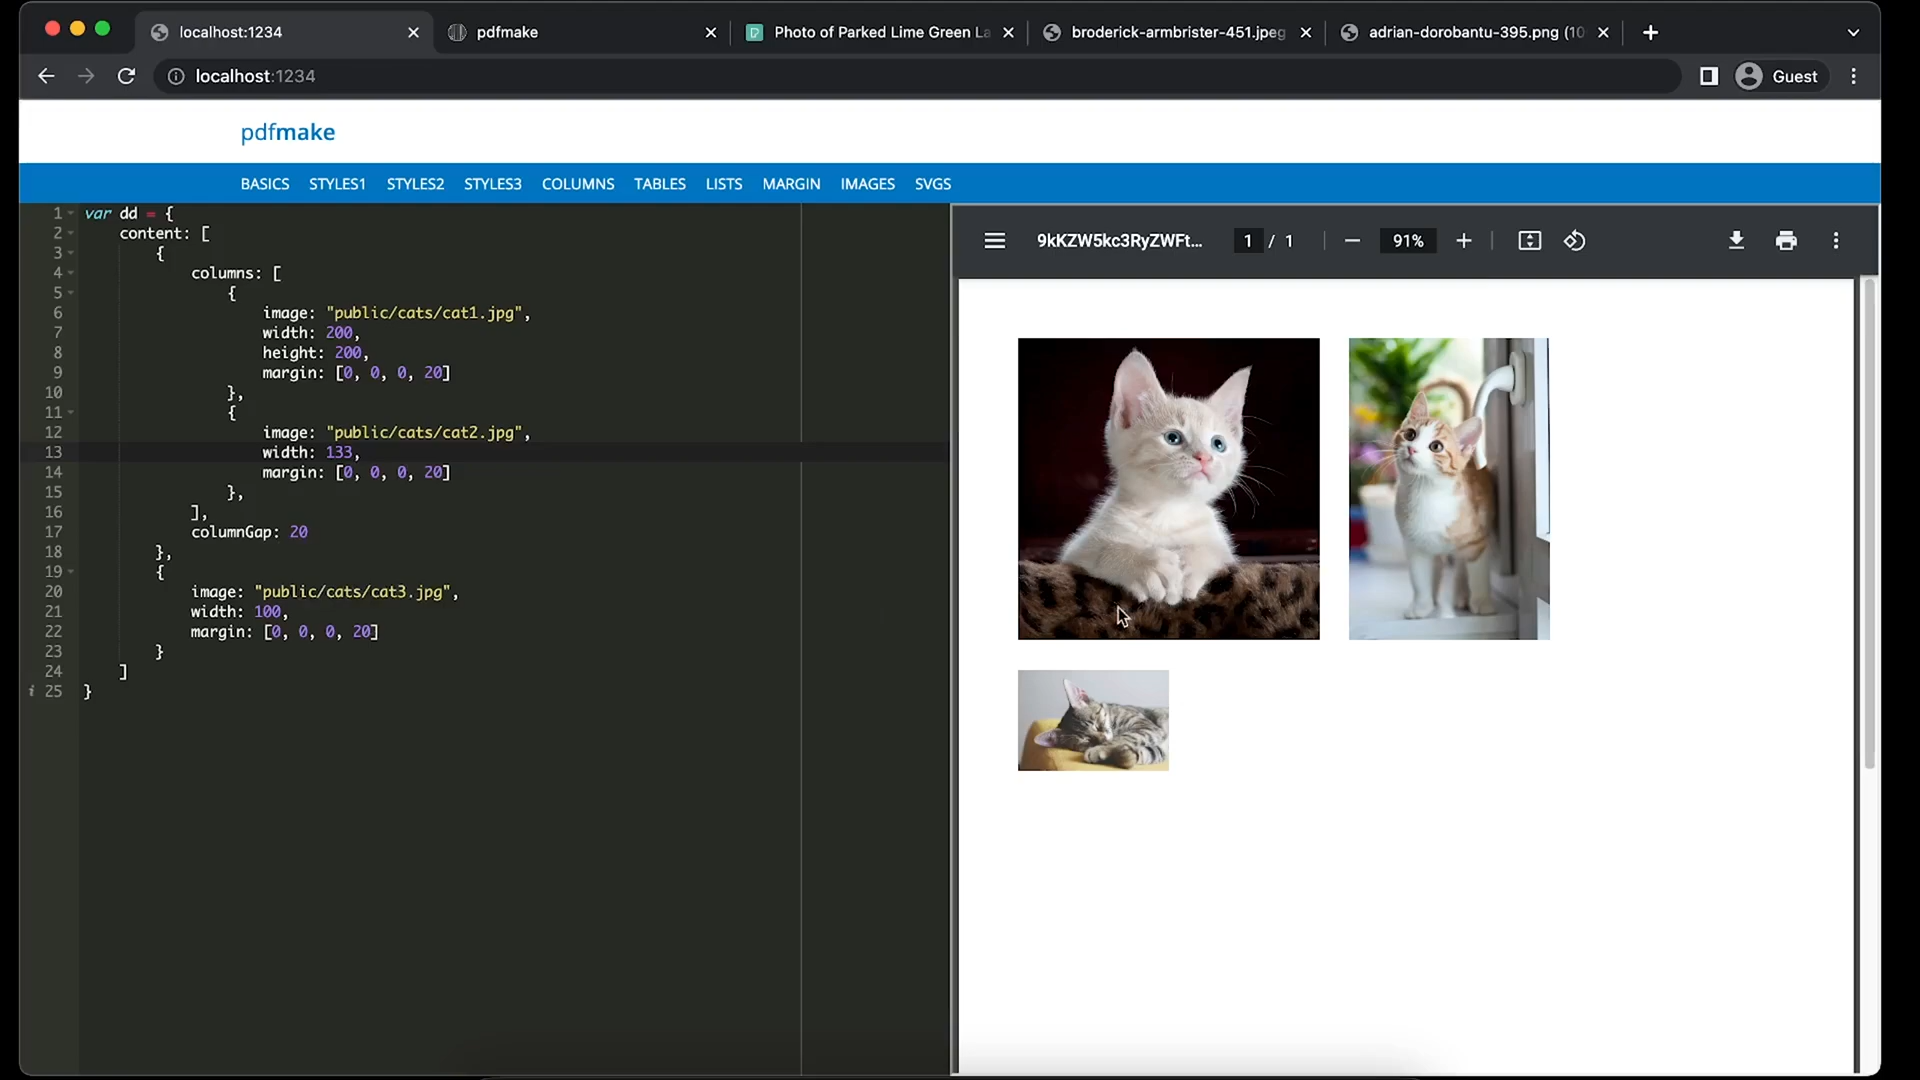 localhost:1234
pdfmake
Photo of Parked Lime Green La
broderick-armbrister-451.jpeg
adrian-dorobantu-395.png (10
localhost:1234
Guest
pdfmake
BASICS STYLES1 STYLES2 STYLES3 COLUMNS TABLES LISTS MARGIN IMAGES SVGS
1 var dd = {
2 content: [
3 {
4 columns: [
5 {
6 image: "public/cats/cat1.jpg",
7 width: 200,
8 height: 200,
9 margin: [0, 0, 0, 20]
10 },
11 {
12 image: "public/cats/cat2.jpg",
13 width: 133,
14 margin: [0, 0, 0, 20]
15 },
16 ],
17 columnGap: 20
18 },
19 {
20 image: "public/cats/cat3.jpg",
21 width: 100,
22 margin: [0, 0, 0, 20]
23 }
24 ]
i 25 }
9kKZW5kc3RyZWFt... 1 / 1 91%